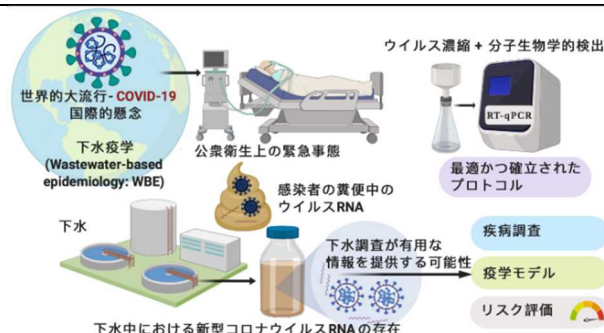 世界的大流行 - COVID-19
国際的懸念
下水疫学
(Wastewater-based
epidemiology: WBE)
公衆衛生上の緊急事態
ウイルス濃縮 + 分子生物学的検出
RT-qPCR
最適かつ確立された
プロトコル
感染者の糞便中の
ウイルスRNA
下水
下水調査が有用な
情報を提供する可能性
疾病調査
疫学モデル
リスク評価
下水中における新型コロナウイルスRNAの存在